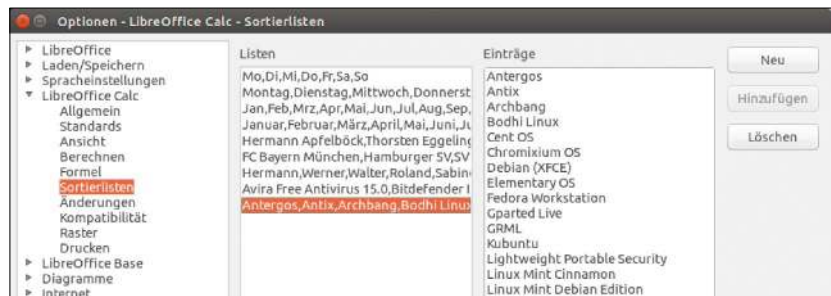 Optionen - LibreOffice Calc - Sortierlisten
LibreOffice
Laden/Speichern
Spracheinstellungen
LibreOffice Calc
Allgemein
Standards
Ansicht
Berechnen
Formel
Sortierlisten
Änderungen
Kompatibilität
Raster
Drucken
LibreOffice Base
Diagramme
Internet
Listen
Mo,Di,Mi,Do,Fr,Sa,So
Montag,Dienstag,Mittwoch,Donnerst
Jan,Feb,Mrz,Apr,Mai,Jun,Jul,Aug,Sep,
Januar,Februar,März,April,Mai,Juni,Ju
Hermann Apfelböck,Thorsten Eggeling
FC Bayern München,Hamburger SV,SV
Hermann,Werner,Walter,Roland,Sabin
Avira Free Antivirus 15.0,Bitdefender I
Antergos,Antix,Archbang,Bodhi Linux
Einträge
Antergos
Antix
Archbang
Bodhi Linux
Cent OS
Chromixium OS
Debian (XFCE)
Elementary OS
Fedora Workstation
Gparted Live
GRML
Kubuntu
Lightweight Portable Security
Linux Mint Cinnamon
Linux Mint Debian Edition
Neu
Hinzufügen
Löschen